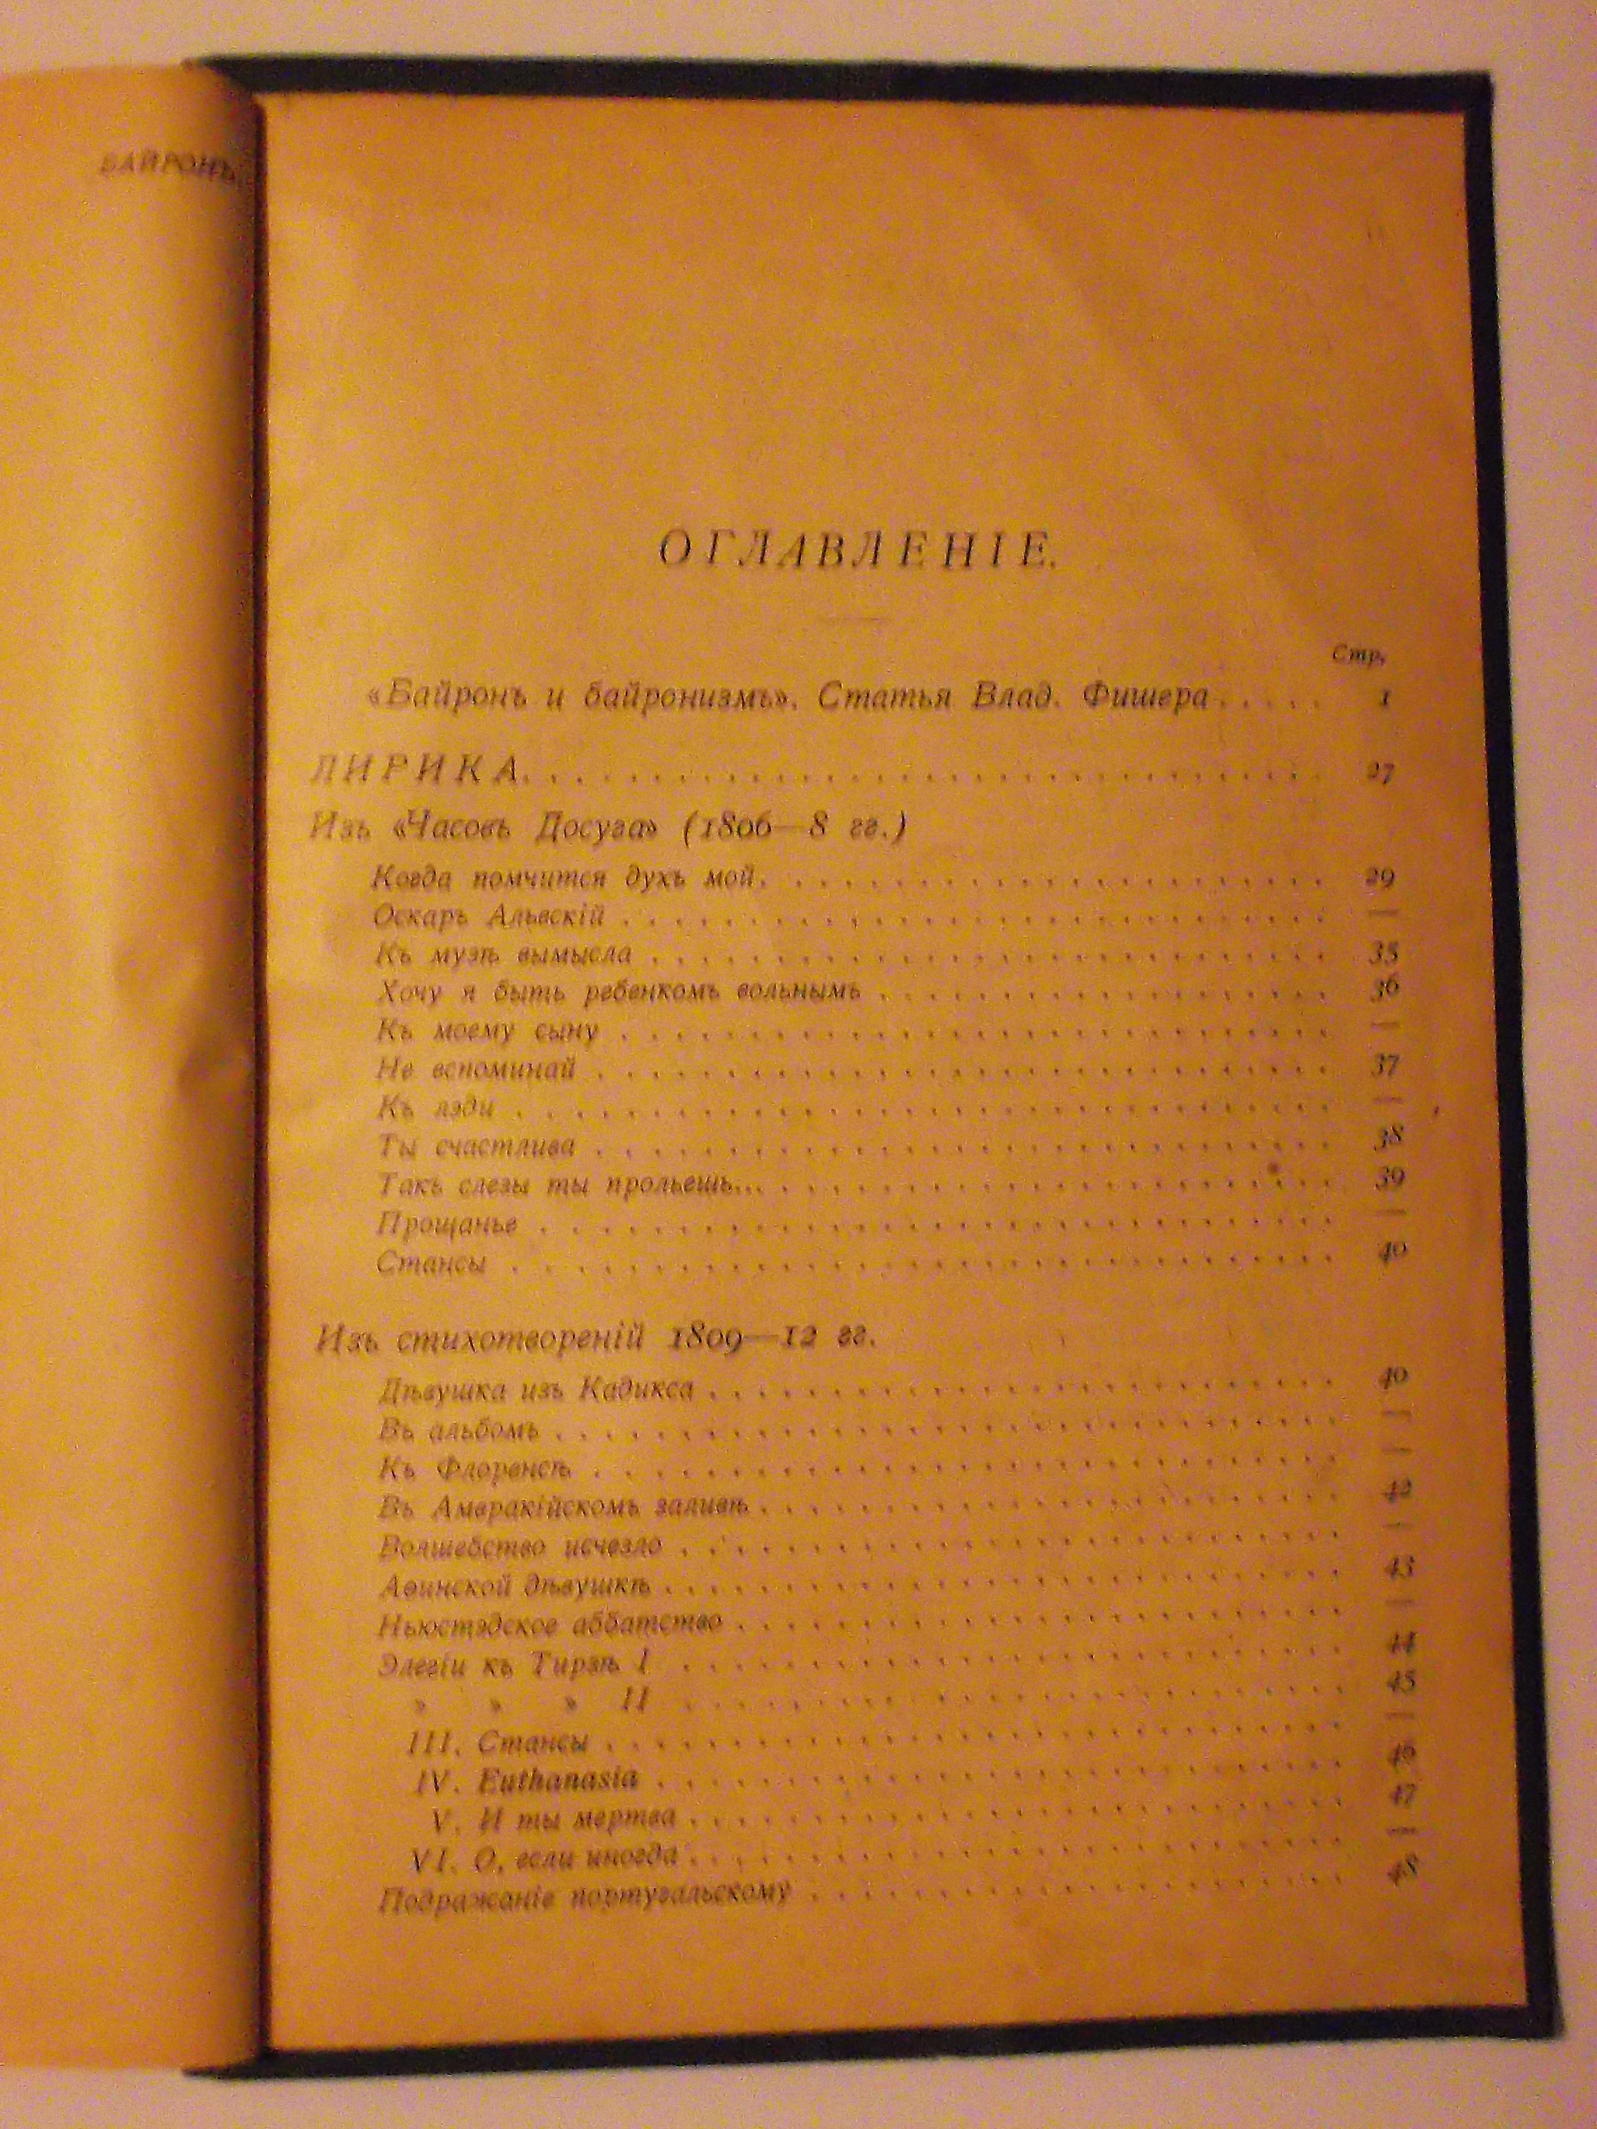 БАЙРОНЪ
ОГЛАВЛЕНІЕ.
Стр.
«Байронъ и байронизмъ». Статья Влад. Фишера . . . . . 1
ЛИРИКА. . . . . . . . . . . . . . . . . . . . . . . . . . . . . . . 27
Изъ «Часовъ Досуга» (1806—8 гг.)
Когда помчится духъ мой. . . . . . . . . . . . . . . . . . . . . . 29
Оскаръ Альвскій . . . . . . . . . . . . . . . . . . . . . . . . . . . —
Къ музѣ вымысла . . . . . . . . . . . . . . . . . . . . . . . . . . 35
Хочу я быть ребенкомъ вольнымъ . . . . . . . . . . . . . . . . . . 36
Къ моему сыну . . . . . . . . . . . . . . . . . . . . . . . . . . . —
Не вспоминай . . . . . . . . . . . . . . . . . . . . . . . . . . . . 37
Къ лэди . . . . . . . . . . . . . . . . . . . . . . . . . . . . . . . —
Ты счастлива . . . . . . . . . . . . . . . . . . . . . . . . . . . . 38
Такъ слезы ты прольешь... . . . . . . . . . . . . . . . . . . . . . . 39
Прощанье . . . . . . . . . . . . . . . . . . . . . . . . . . . . . . —
Стансы . . . . . . . . . . . . . . . . . . . . . . . . . . . . . . . 40
Изъ стихотвореній 1809—12 гг.
Дѣвушка изъ Кадикса . . . . . . . . . . . . . . . . . . . . . . . . 40
Въ альбомъ . . . . . . . . . . . . . . . . . . . . . . . . . . . . . —
Къ Флоренсѣ . . . . . . . . . . . . . . . . . . . . . . . . . . . . —
Въ Амвракійскомъ заливѣ . . . . . . . . . . . . . . . . . . . . . . 42
Волшебство исчезло . . . . . . . . . . . . . . . . . . . . . . . . . —
Аѳинской дѣвушкѣ . . . . . . . . . . . . . . . . . . . . . . . . . . 43
Ньюстэдское аббатство . . . . . . . . . . . . . . . . . . . . . . . —
Элегіи къ Тирзѣ I . . . . . . . . . . . . . . . . . . . . . . . . . 44
» » » II . . . . . . . . . . . . . . . . . . . . . . . . . 45
III. Стансы . . . . . . . . . . . . . . . . . . . . . . . . . . . . —
IV. Euthanasia . . . . . . . . . . . . . . . . . . . . . . . . . . 46
V. И ты мертва . . . . . . . . . . . . . . . . . . . . . . . . . . 47
VI. О, если иногда . . . . . . . . . . . . . . . . . . . . . . . . . —
Подражаніе португальскому . . . . . . . . . . . . . . . . . . . . . 48